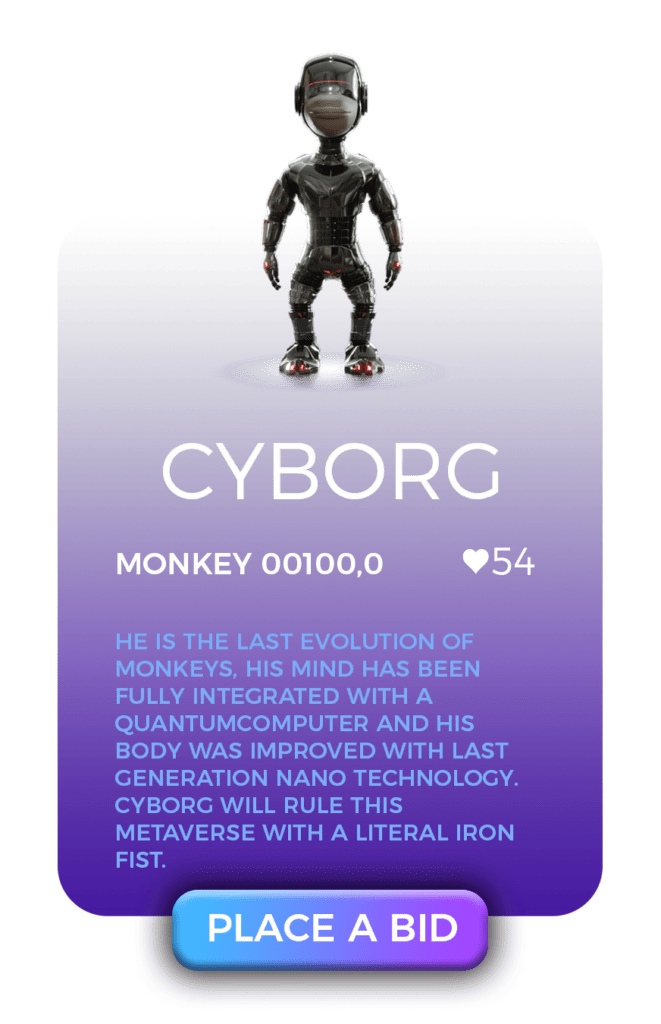 CYBORG
MONKEY 00100,0 ♥54
HE IS THE LAST EVOLUTION OF
MONKEYS, HIS MIND HAS BEEN
FULLY INTEGRATED WITH A
QUANTUMCOMPUTER AND HIS
BODY WAS IMPROVED WITH LAST
GENERATION NANO TECHNOLOGY.
CYBORG WILL RULE THIS
METAVERSE WITH A LITERAL IRON
FIST.
PLACE A BID